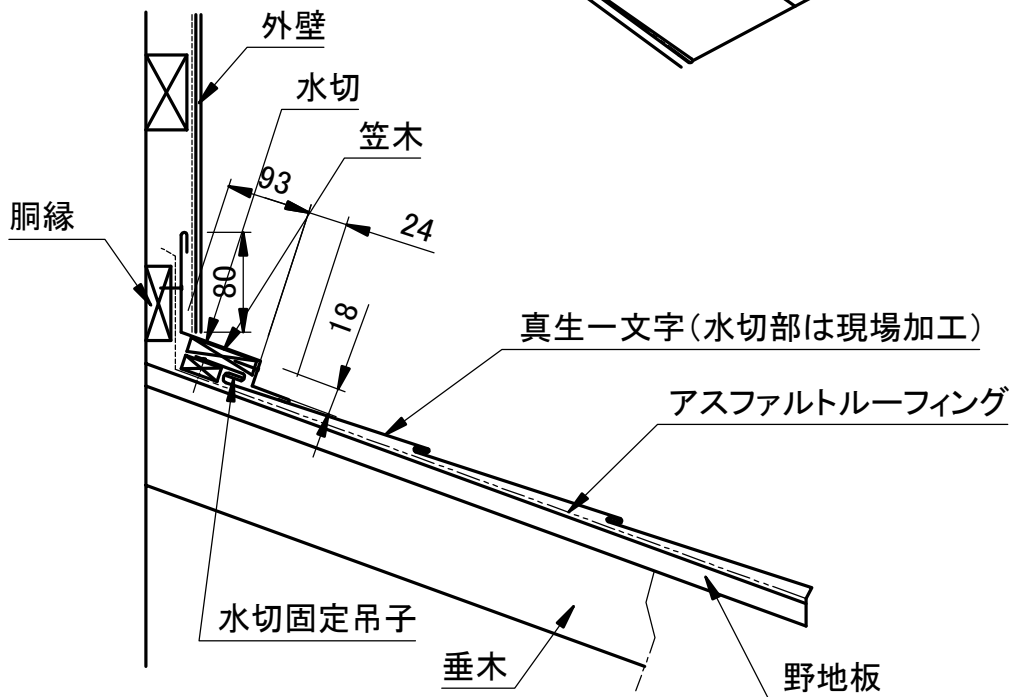 外壁
水切
笠木
93
胴縁
24
80
18
真生一文字（水切部は現場加工）
アスファルトルーフィング
水切固定吊子
垂木
野地板